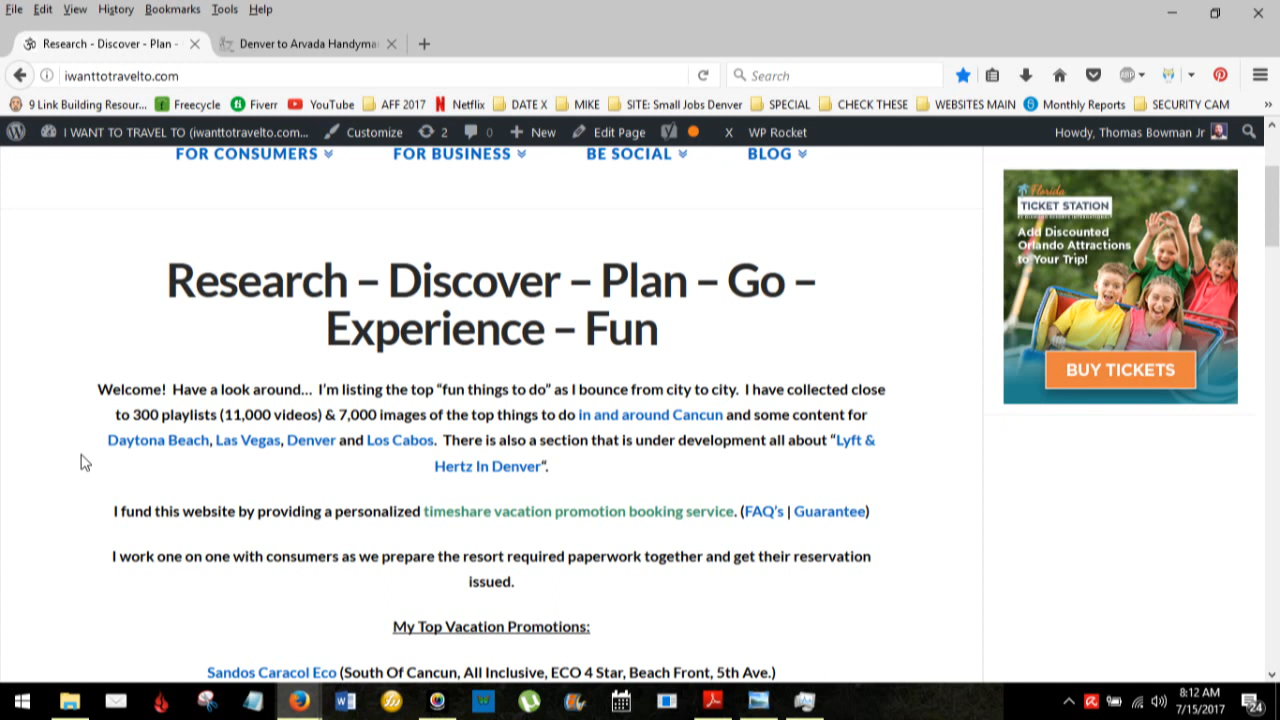 File Edit View History Bookmarks Tools Help
Research - Discover - Plan -
Denver to Arvada Handyma
iwanttotravelto.com
Search
9 Link Building Resour... Freecycle Fiverr YouTube AFF 2017 Netflix DATE X MIKE SITE: Small Jobs Denver SPECIAL CHECK THESE WEBSITES MAIN Monthly Reports SECURITY CAM »
I WANT TO TRAVEL TO (iwanttotravelto.com... Customize 2 0 New Edit Page X WP Rocket Howdy, Thomas Bowman Jr
FOR CONSUMERS FOR BUSINESS BE SOCIAL BLOG
Research – Discover – Plan – Go –
Experience – Fun
Welcome! Have a look around... I'm listing the top “fun things to do” as I bounce from city to city. I have collected close
to 300 playlists (11,000 videos) & 7,000 images of the top things to do in and around Cancun and some content for
Daytona Beach, Las Vegas, Denver and Los Cabos. There is also a section that is under development all about “Lyft &
Hertz In Denver“.
I fund this website by providing a personalized timeshare vacation promotion booking service. (FAQ's | Guarantee)
I work one on one with consumers as we prepare the resort required paperwork together and get their reservation
issued.
My Top Vacation Promotions:
Sandos Caracol Eco (South Of Cancun, All Inclusive, ECO 4 Star, Beach Front, 5th Ave.)
Florida
TICKET STATION
Add Discounted
Orlando Attractions
to Your Trip!
BUY TICKETS
8:12 AM
7/15/2017
24